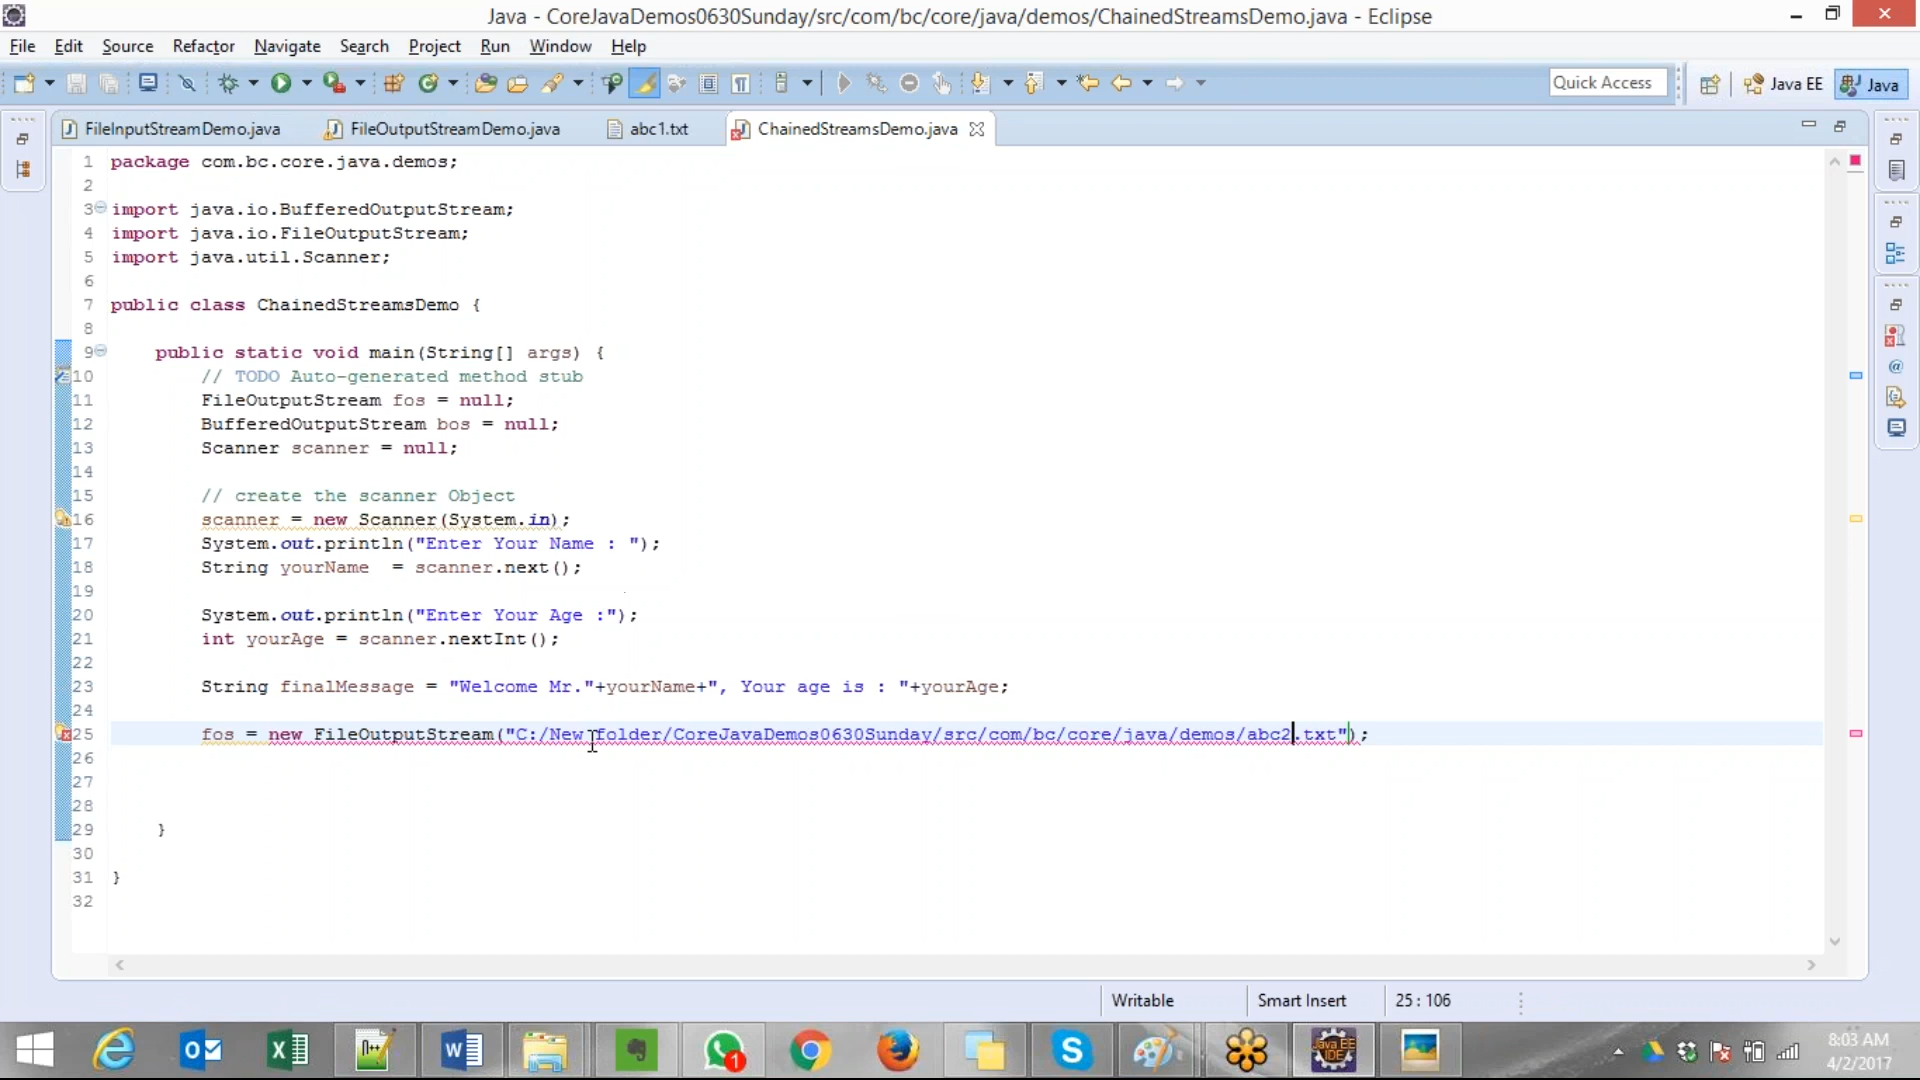 Java - CoreJavaDemos0630Sunday/src/com/bc/core/java/demos/ChainedStreamsDemo.java - Eclipse
File Edit Source Refactor Navigate Search Project Run Window Help
Quick Access Java EE Java
FileInputStreamDemo.java FileOutputStreamDemo.java abc1.txt ChainedStreamsDemo.java
1 package com.bc.core.java.demos;
2
3 import java.io.BufferedOutputStream;
4 import java.io.FileOutputStream;
5 import java.util.Scanner;
6
7 public class ChainedStreamsDemo {
8
9 public static void main(String[] args) {
10 // TODO Auto-generated method stub
11 FileOutputStream fos = null;
12 BufferedOutputStream bos = null;
13 Scanner scanner = null;
14
15 // create the scanner Object
16 scanner = new Scanner(System.in);
17 System.out.println("Enter Your Name : ");
18 String yourName  = scanner.next();
19
20 System.out.println("Enter Your Age :");
21 int yourAge = scanner.nextInt();
22
23 String finalMessage = "Welcome Mr."+yourName+", Your age is : "+yourAge;
24
25 fos = new FileOutputStream("C:/New folder/CoreJavaDemos0630Sunday/src/com/bc/core/java/demos/abc2.txt");
26
27
28
29 }
30
31 }
32
Writable Smart Insert 25 : 106
1
Java EE
IDE
8:03 AM
4/2/2017